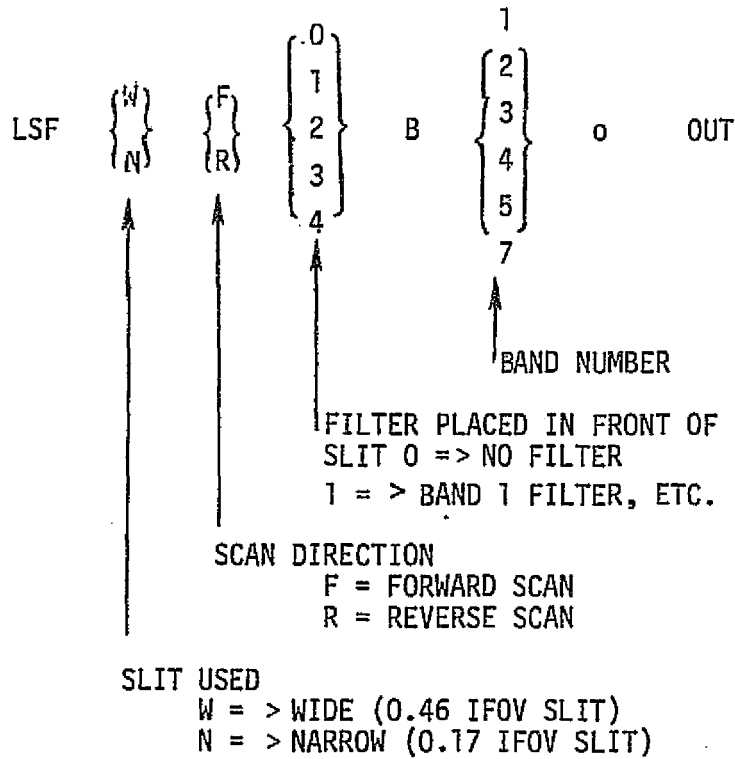 1
0
2
1
W
F
3
LSF
2
B
o
OUT
4
N
R
3
5
4
7
BAND NUMBER
FILTER PLACED IN FRONT OF
SLIT 0 => NO FILTER
1 = > BAND 1 FILTER, ETC.
SCAN DIRECTION
F = FORWARD SCAN
R = REVERSE SCAN
SLIT USED
W = > WIDE (0.46 IFOV SLIT)
N = > NARROW (0.17 IFOV SLIT)